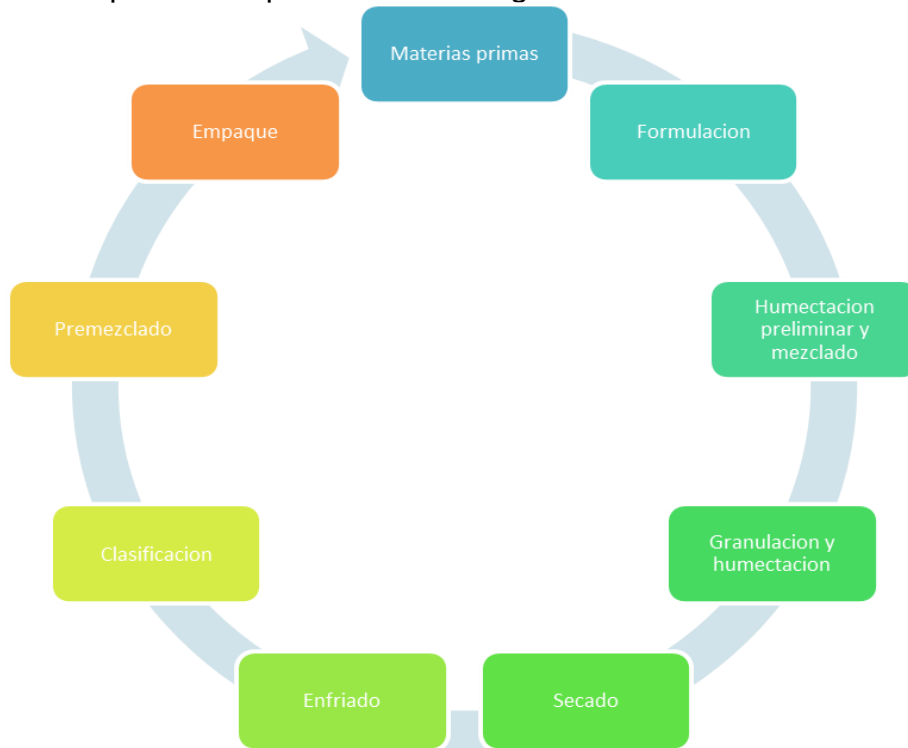 Materias primas
Formulacion
Humectacion
preliminar y
mezclado
Granulacion y
humectacion
Secado
Enfriado
Clasificacion
Premezclado
Empaque